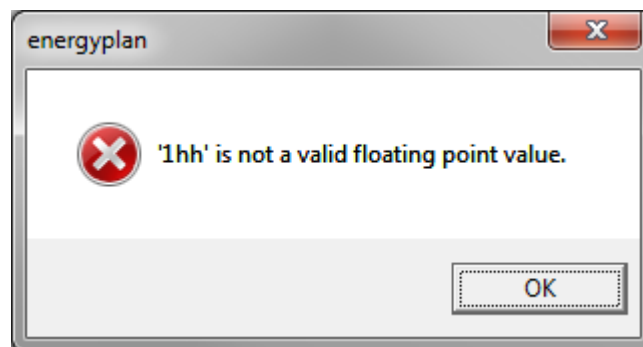 energyplan
'1hh' is not a valid floating point value.
OK